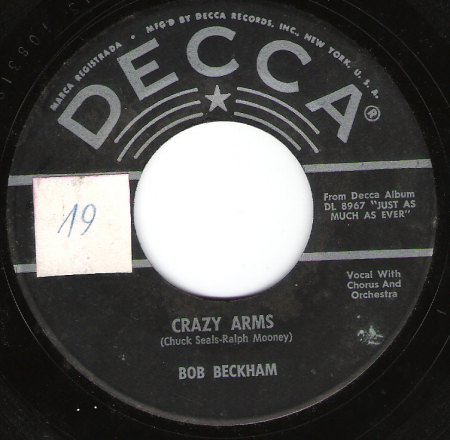 MARCA REGISTRADA ★ MFG'D BY DECCA RECORDS, INC., NEW YORK, U. S. A.
DECCA®
19
From Decca Album
DL 8967 "JUST AS
MUCH AS EVER"
Vocal With
Chorus And
Orchestra
CRAZY ARMS
(Chuck Seals-Ralph Mooney)
BOB BECKHAM